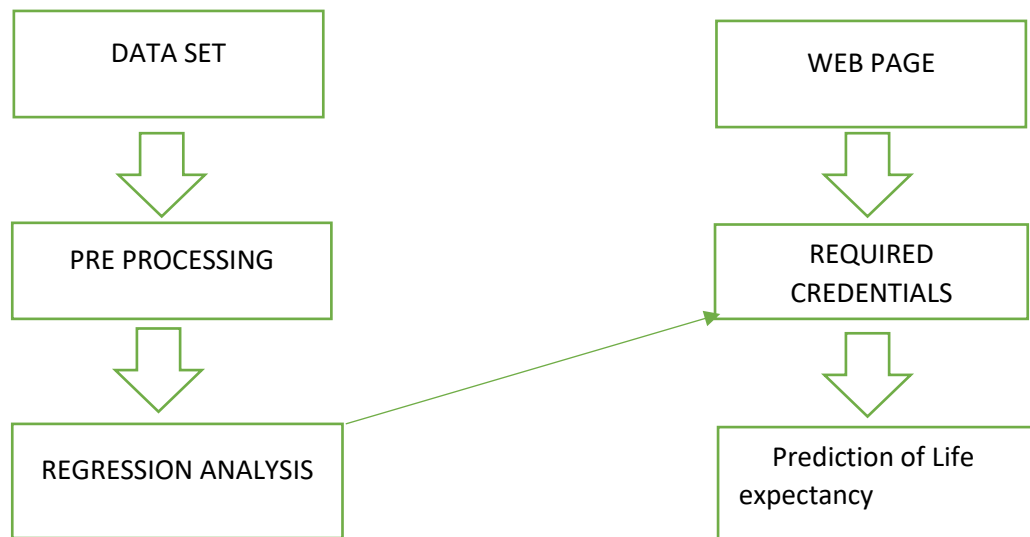 DATA SET
WEB PAGE
PRE PROCESSING
REQUIRED
CREDENTIALS
REGRESSION ANALYSIS
Prediction of Life
expectancy